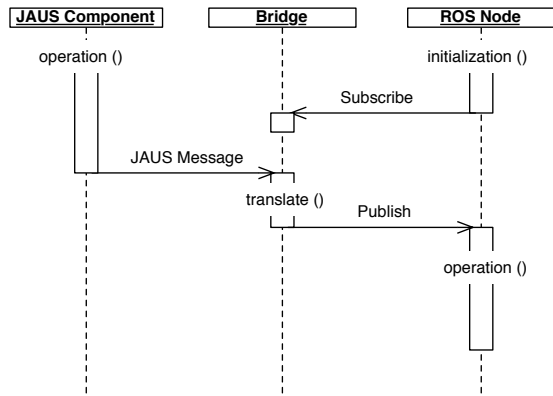 JAUS Component
Bridge
ROS Node
operation ()
initialization ()
Subscribe
JAUS Message
translate ()
Publish
operation ()